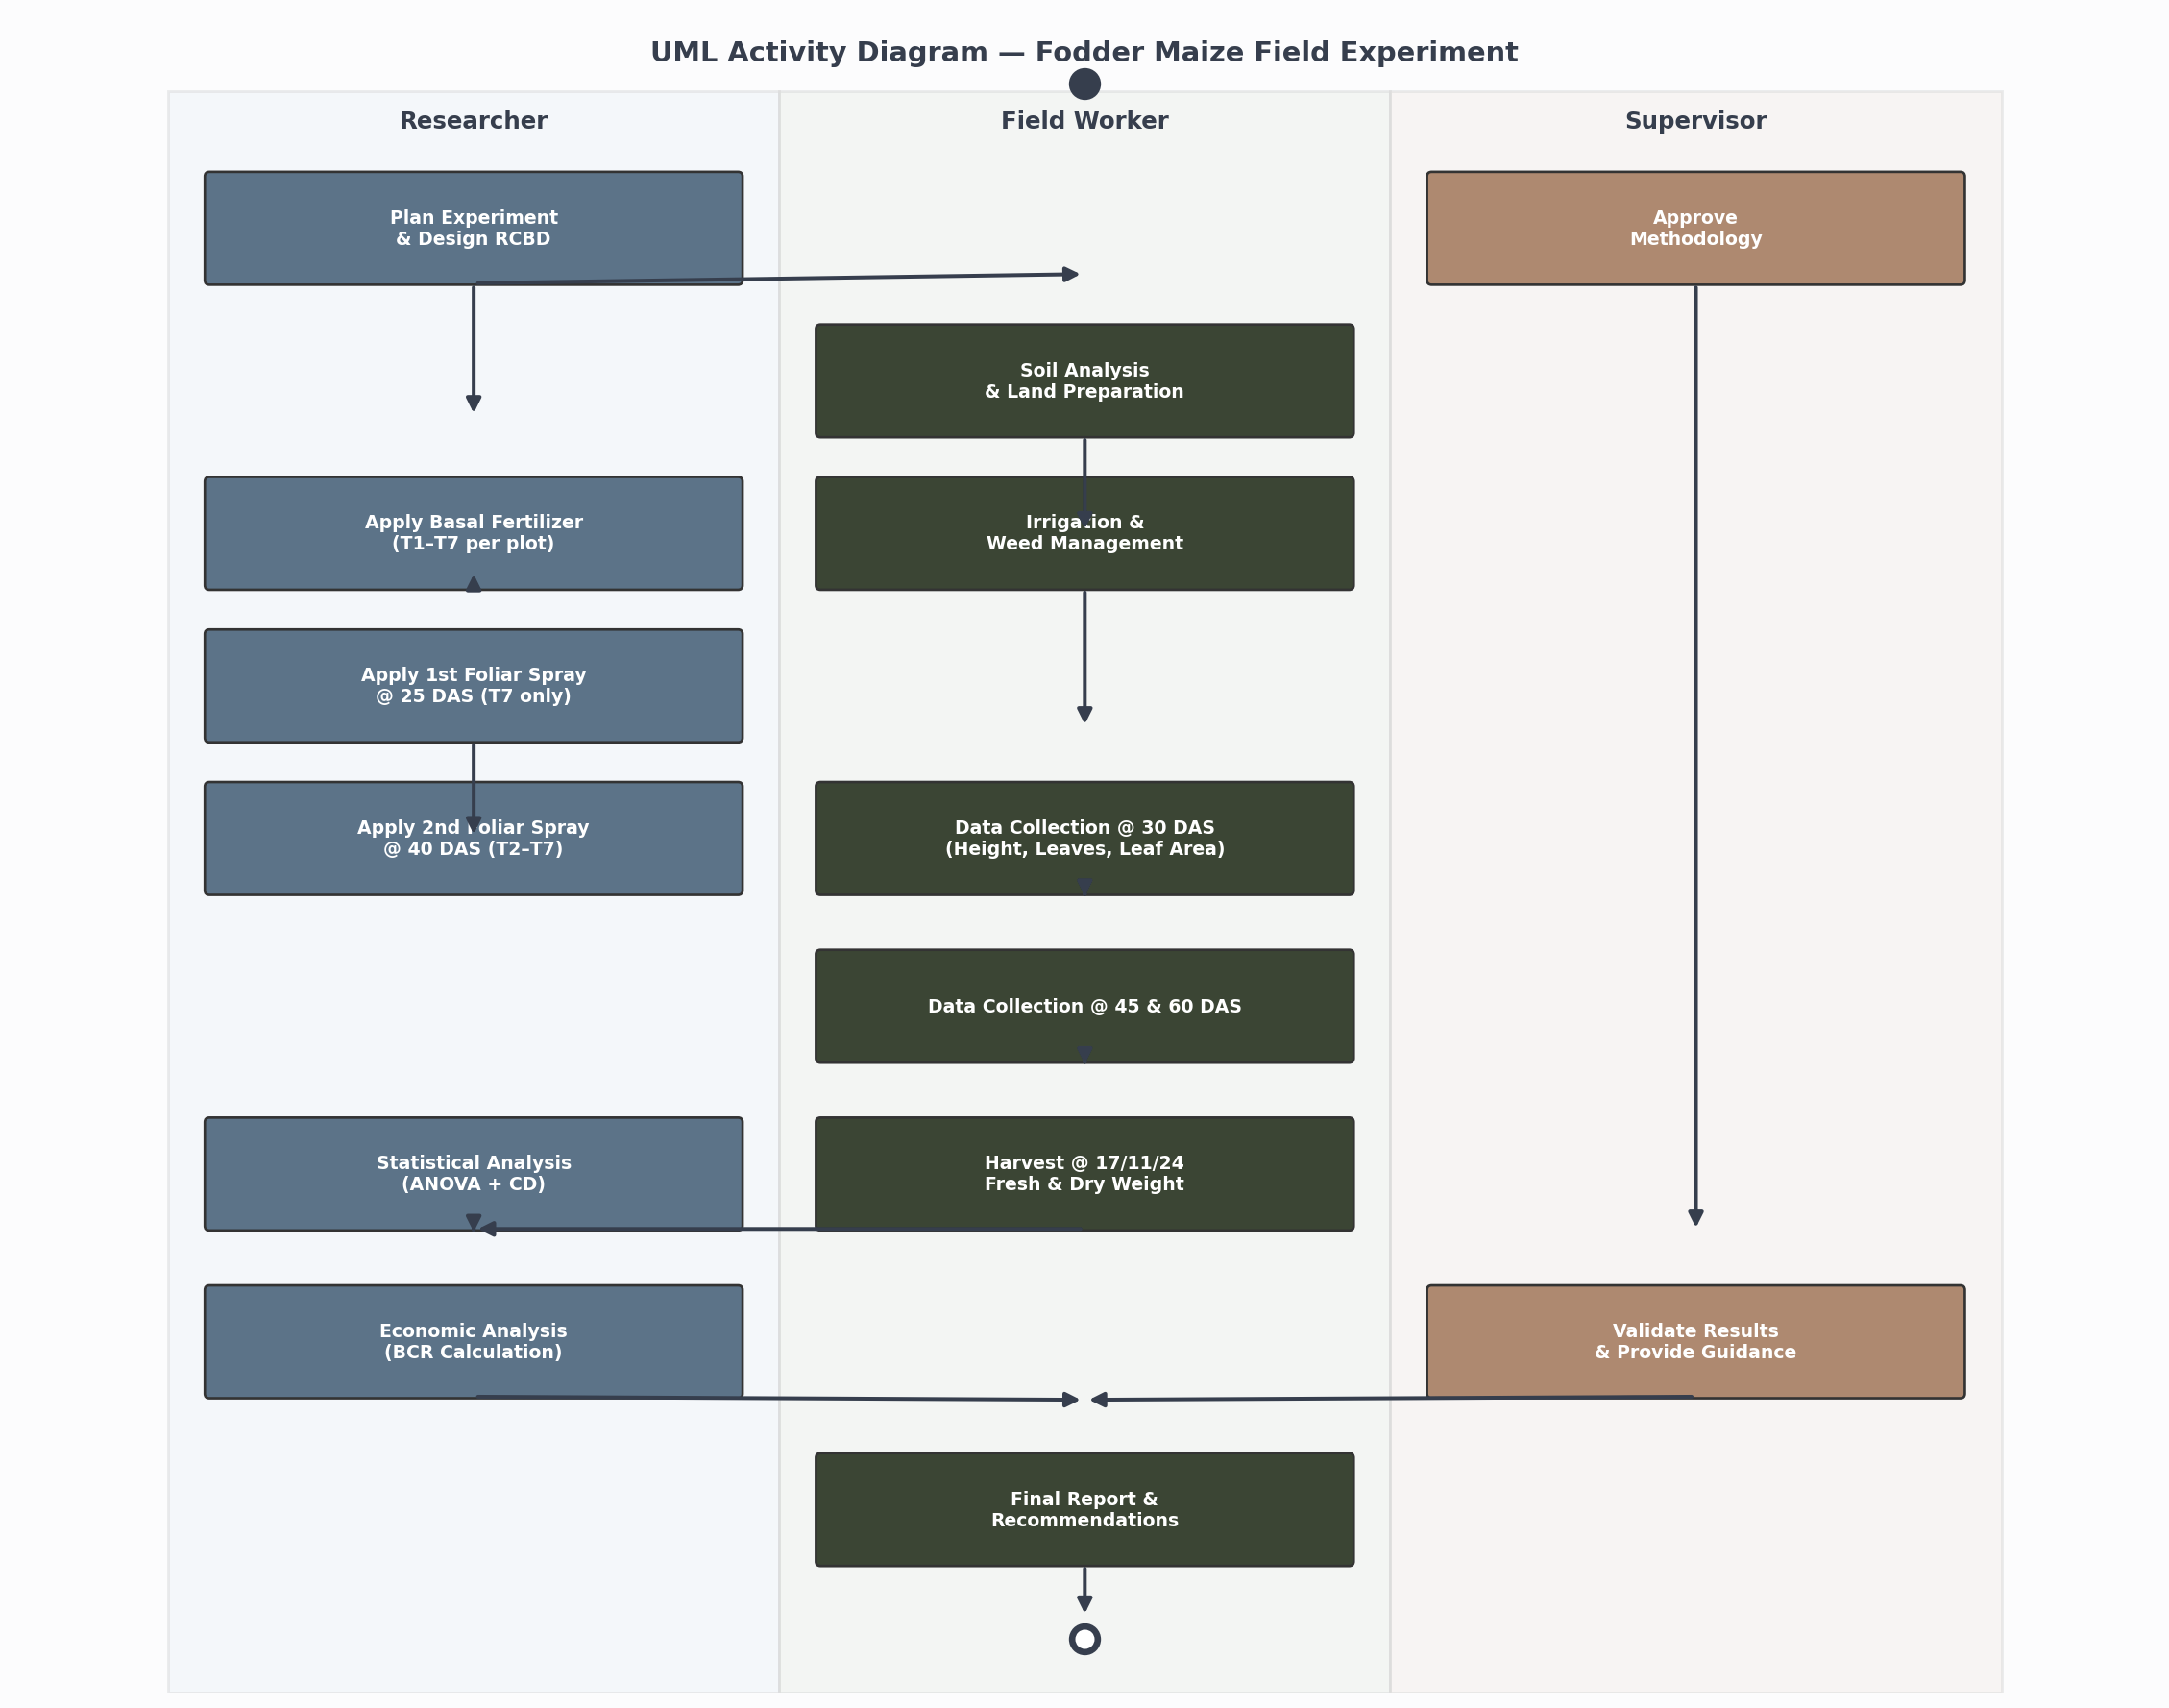 UML Activity Diagram — Fodder Maize Field Experiment
Researcher
Field Worker
Supervisor
Plan Experiment
& Design RCBD
Approve
Methodology
Soil Analysis
& Land Preparation
Apply Basal Fertilizer
(T1–T7 per plot)
Irrigation &
Weed Management
Apply 1st Foliar Spray
@ 25 DAS (T7 only)
Apply 2nd Foliar Spray
@ 40 DAS (T2–T7)
Data Collection @ 30 DAS
(Height, Leaves, Leaf Area)
Data Collection @ 45 & 60 DAS
Statistical Analysis
(ANOVA + CD)
Harvest @ 17/11/24
Fresh & Dry Weight
Economic Analysis
(BCR Calculation)
Validate Results
& Provide Guidance
Final Report &
Recommendations